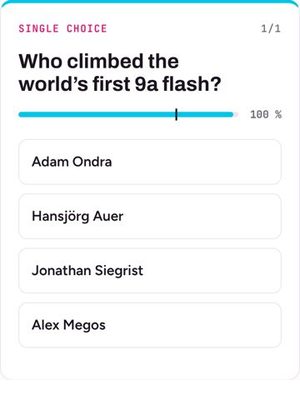 SINGLE CHOICE 1/1
Who climbed the
world's first 9a flash?
100 %
Adam Ondra
Hansjörg Auer
Jonathan Siegrist
Alex Megos